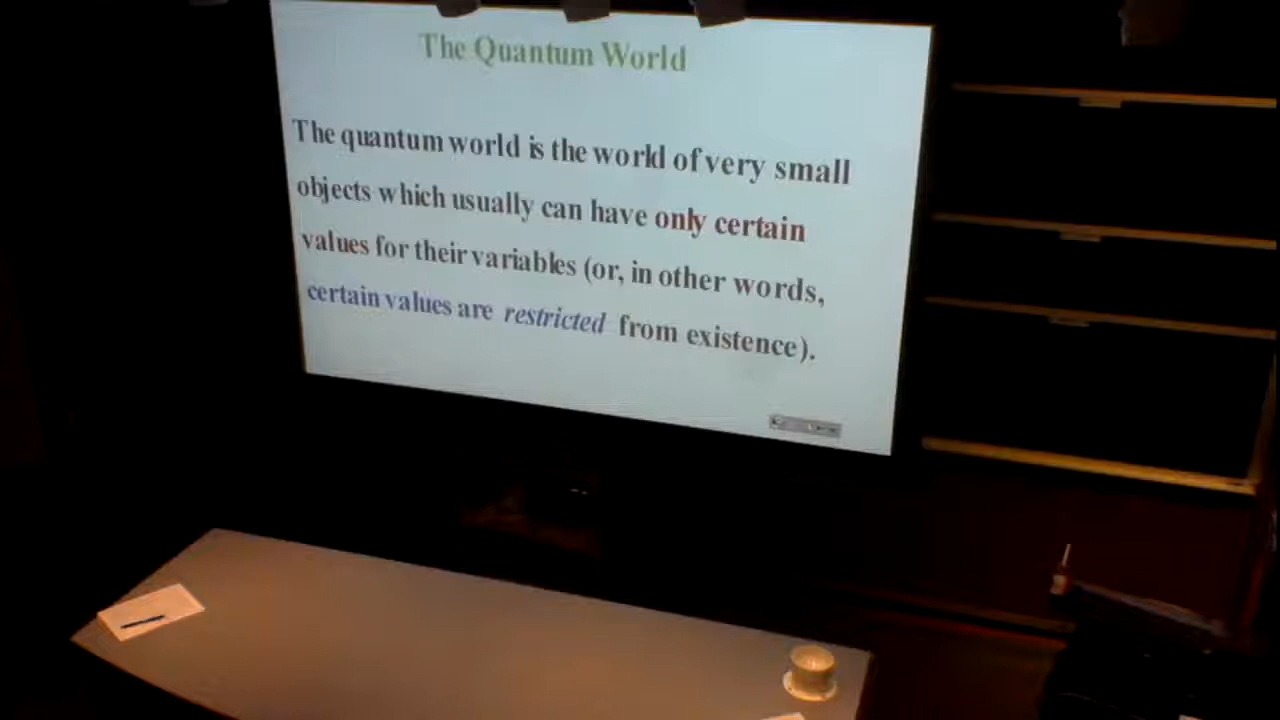 The Quantum World
The quantum world is the world of very small
objects which usually can have only certain
values for their variables (or, in other words,
certain values are restricted from existence).